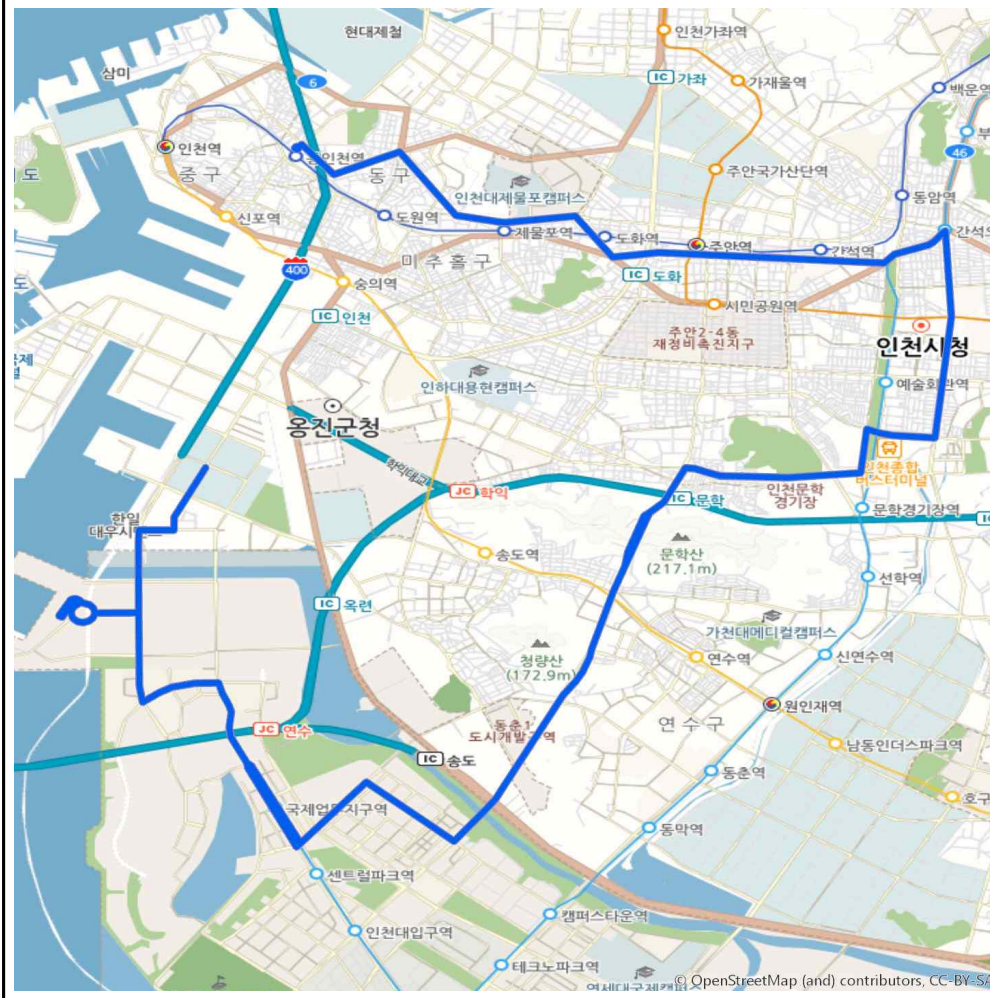 현대제철
인천가좌역
삼미
IC 가좌
가재울역
6
백운역
인천역
동인천역
46
중구
동구
주안국가산단역
인천대제물포캠퍼스
동암역
신포역
도원역
제물포역
도화역
주안역
간석역
미추홀구
400
숭의역
IC 도화
IC 인천
시민공원역
주안2-4동
재정비촉진지구
인천시청
인하대용현캠퍼스
예술회관역
옹진군청
인천종합
버스터미널
학익대교
JC 학익
IC 문학
인천문학
경기장
문학경기장역
한일
송도역
문학산
(217.1m)
선학역
IC 옥련
가천대메디컬캠퍼스
청량산
(172.9m)
연수역
신연수역
원인재역
동춘1
도시개발구역
연수구
JC 연수
IC 송도
남동인더스파크역
동춘역
국제업무지구역
동막역
센트럴파크역
캠퍼스타운역
인천대입구역
테크노파크역
연세대국제캠퍼스
© OpenStreetMap (and) contributors, CC-BY-SA